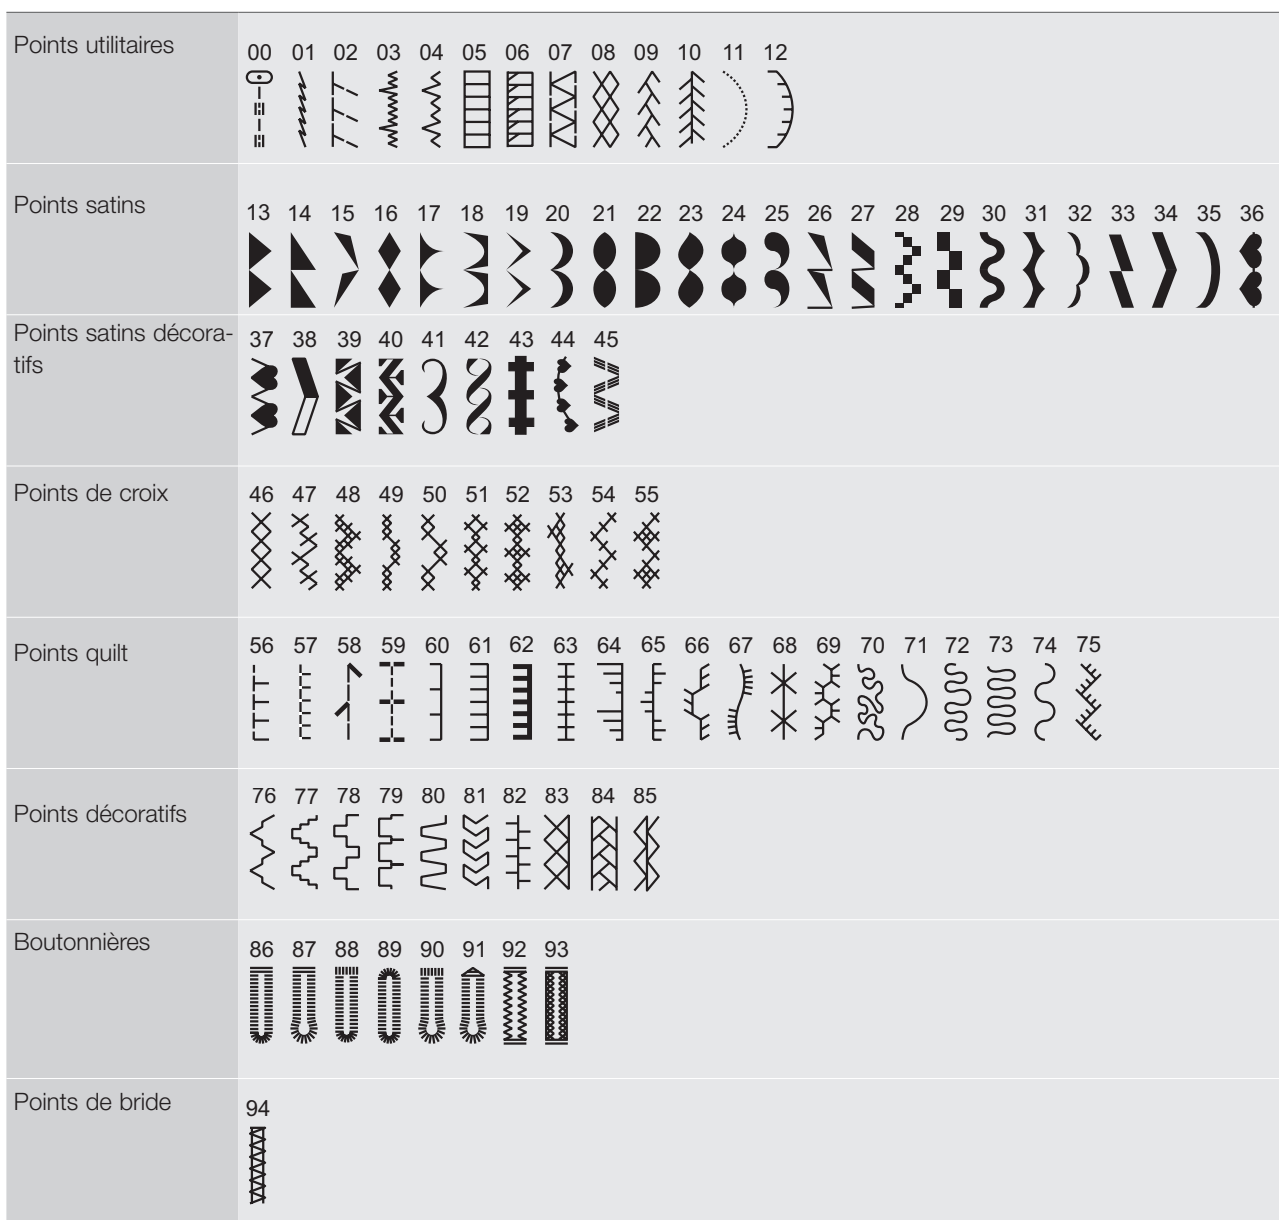 Points utilitaires
00 01 02 03 04 05 06 07 08 09 10 11 12
Points satins
13 14 15 16 17 18 19 20 21 22 23 24 25 26 27 28 29 30 31 32 33 34 35 36
Points satins décora-
tifs
37 38 39 40 41 42 43 44 45
Points de croix
46 47 48 49 50 51 52 53 54 55
Points quilt
56 57 58 59 60 61 62 63 64 65 66 67 68 69 70 71 72 73 74 75
Points décoratifs
76 77 78 79 80 81 82 83 84 85
Boutonnières
86 87 88 89 90 91 92 93
Points de bride
94